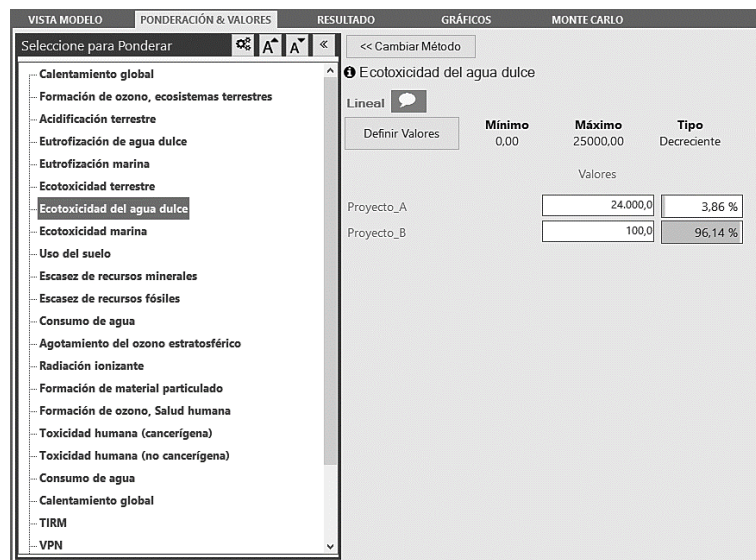 VISTA MODELO PONDERACIÓN & VALORES RESULTADO GRÁFICOS MONTE CARLO
Seleccione para Ponderar A A «
Calentamiento global
Formación de ozono, ecosistemas terrestres
Acidificación terrestre
Eutrofización de agua dulce
Eutrofización marina
Ecotoxicidad terrestre
Ecotoxicidad del agua dulce
Ecotoxicidad marina
Uso del suelo
Escasez de recursos minerales
Escasez de recursos fósiles
Consumo de agua
Agotamiento del ozono estratosférico
Radiación ionizante
Formación de material particulado
Formación de ozono, Salud humana
Toxicidad humana (cancerígena)
Toxicidad humana (no cancerígena)
Consumo de agua
Calentamiento global
TIRM
VPN
<< Cambiar Método
Ecotoxicidad del agua dulce
Lineal
Definir Valores
Mínimo Máximo Tipo
0,00 25000,00 Decreciente
Valores
Proyecto_A 24.000,0 3,86 %
Proyecto_B 100,0 96,14 %